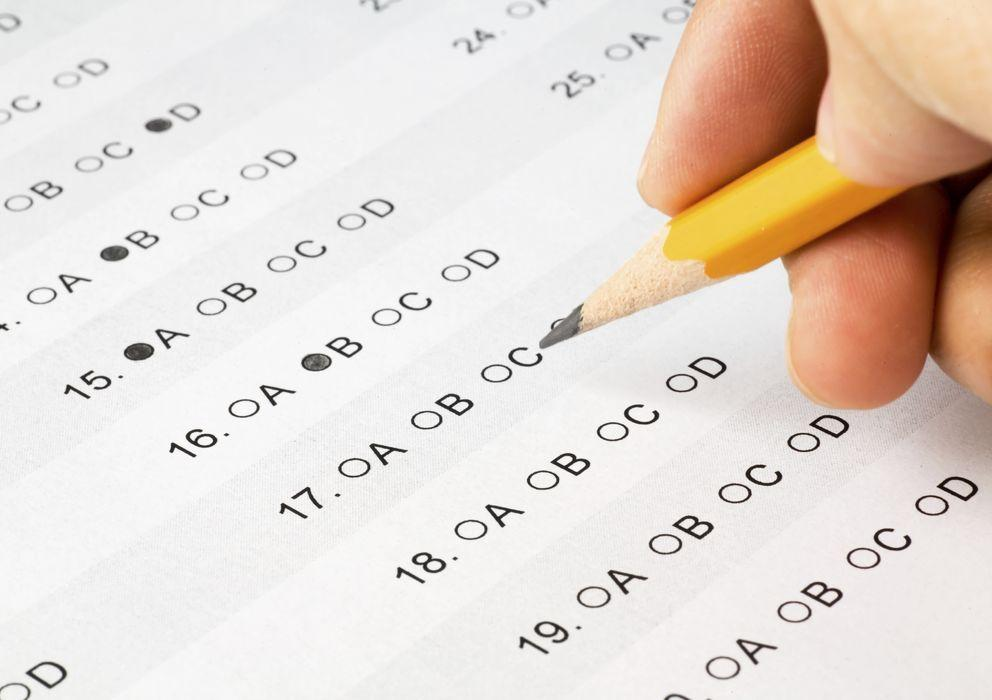 D
C D
B C D
A B C D
15. A B C D
16. A B C D
17. A B C
18. A B C D
19. A B C D
A B C D
D
24. A
25. A